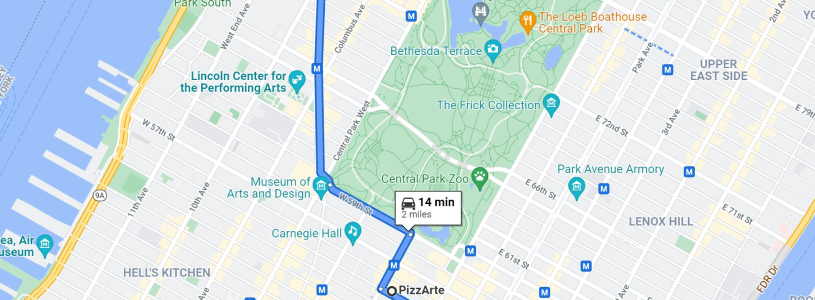 Park South
West End Ave
Columbus Ave
M
The Loeb Boathouse
Central Park
2nd Ave
Bethesda Terrace
Park Ave
UPPER
EAST SIDE
M
M
Lincoln Center for
the Performing Arts
The Frick Collection
3rd Ave
E 79th
Central Park West
W 57th St
E 72nd St
Park Avenue Armory
Central Park Zoo
E 66th St
M
M
Museum of
Arts and Design
9A
11th Ave
10th Ave
W 59th St
14 min
2 miles
E 71st St
LENOX HILL
Carnegie Hall
ea, Air
useum
M
E 61st St
HELL'S KITCHEN
M
M
M
M
PizzArte
FDR Dr